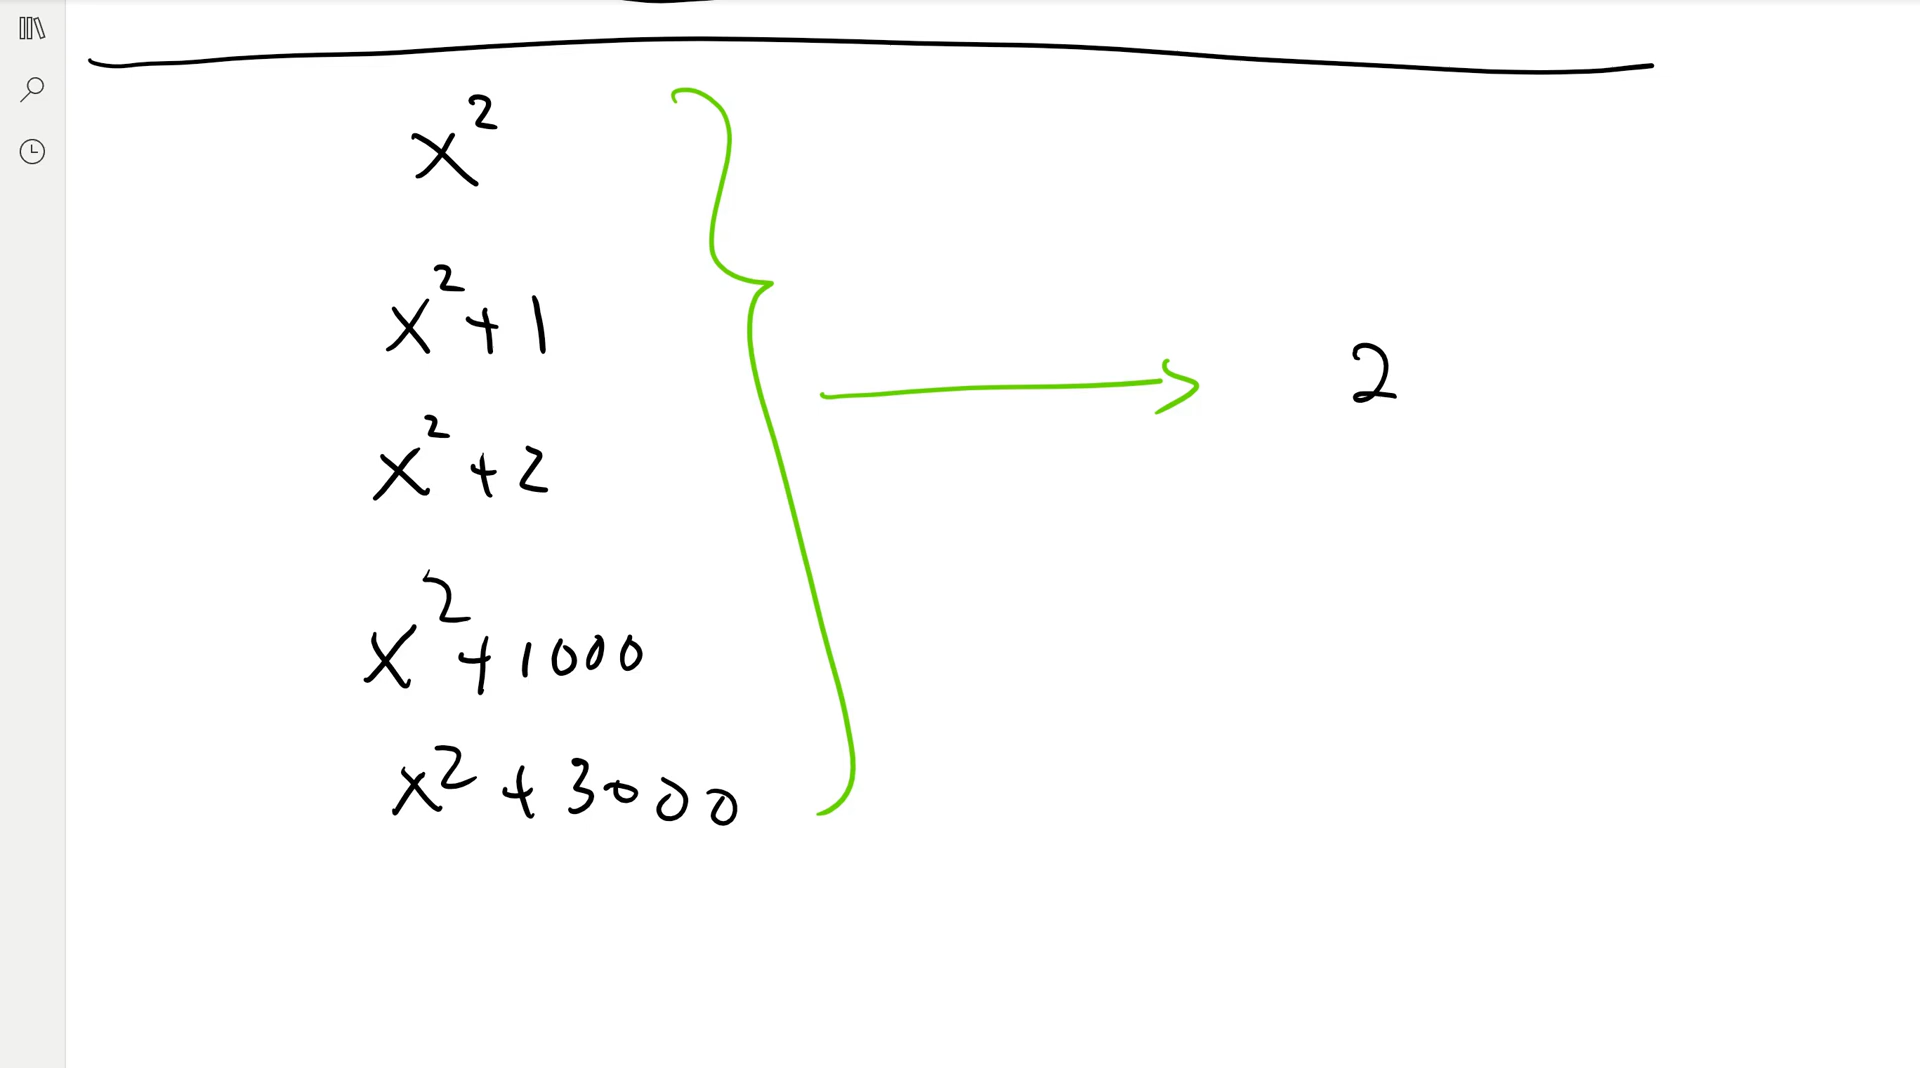 x² 
x² + 1
x² + 2
x² + 1000
x² + 3000
2